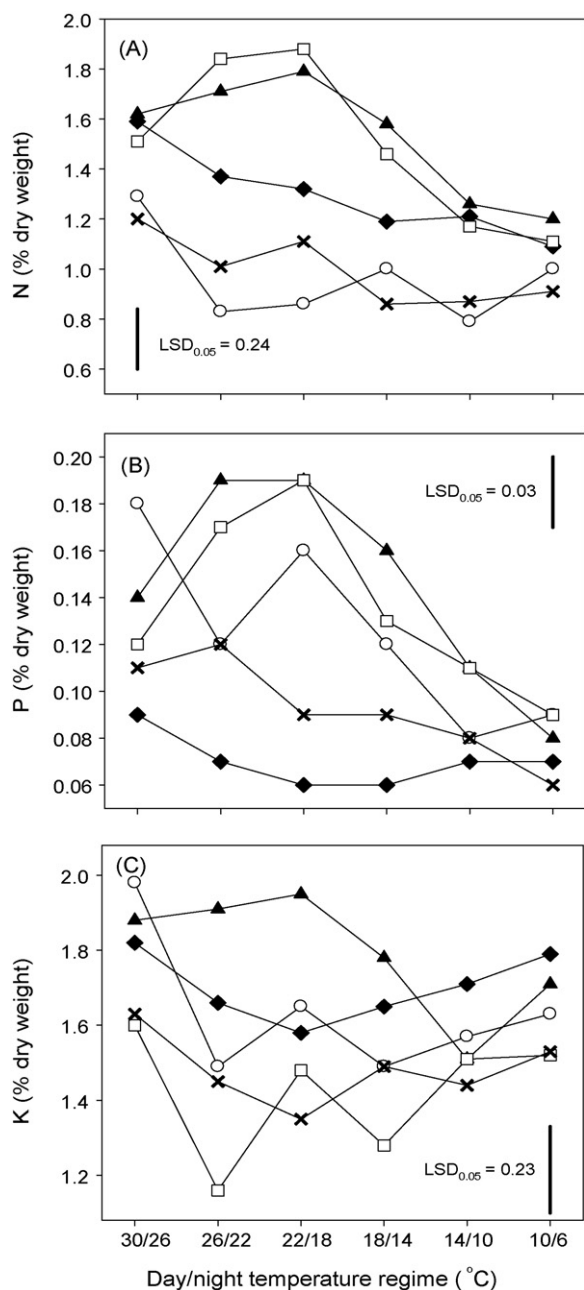 (A)
N (% dry weight)
2.0
1.8
1.6
1.4
1.2
1.0
0.8
0.6
LSD0.05 = 0.24
(B)
P (% dry weight)
0.20
0.18
0.16
0.14
0.12
0.10
0.08
0.06
LSD0.05 = 0.03
(C)
K (% dry weight)
2.0
1.8
1.6
1.4
1.2
LSD0.05 = 0.23
30/26 26/22 22/18 18/14 14/10 10/6
Day/night temperature regime (°C)